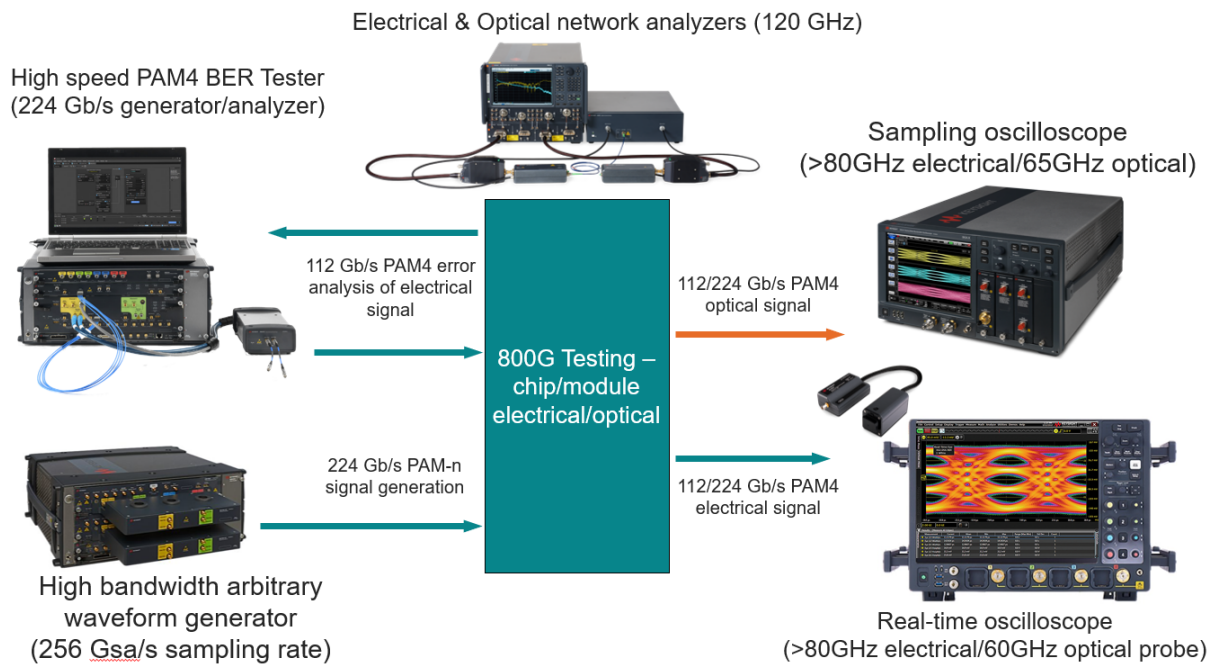 Electrical & Optical network analyzers (120 GHz)
High speed PAM4 BER Tester
(224 Gb/s generator/analyzer)
Sampling oscilloscope
(>80GHz electrical/65GHz optical)
112 Gb/s PAM4 error
analysis of electrical
signal
112/224 Gb/s PAM4
optical signal
800G Testing –
chip/module
electrical/optical
224 Gb/s PAM-n
signal generation
112/224 Gb/s PAM4
electrical signal
High bandwidth arbitrary
waveform generator
(256 Gsa/s sampling rate)
Real-time oscilloscope
(>80GHz electrical/60GHz optical probe)